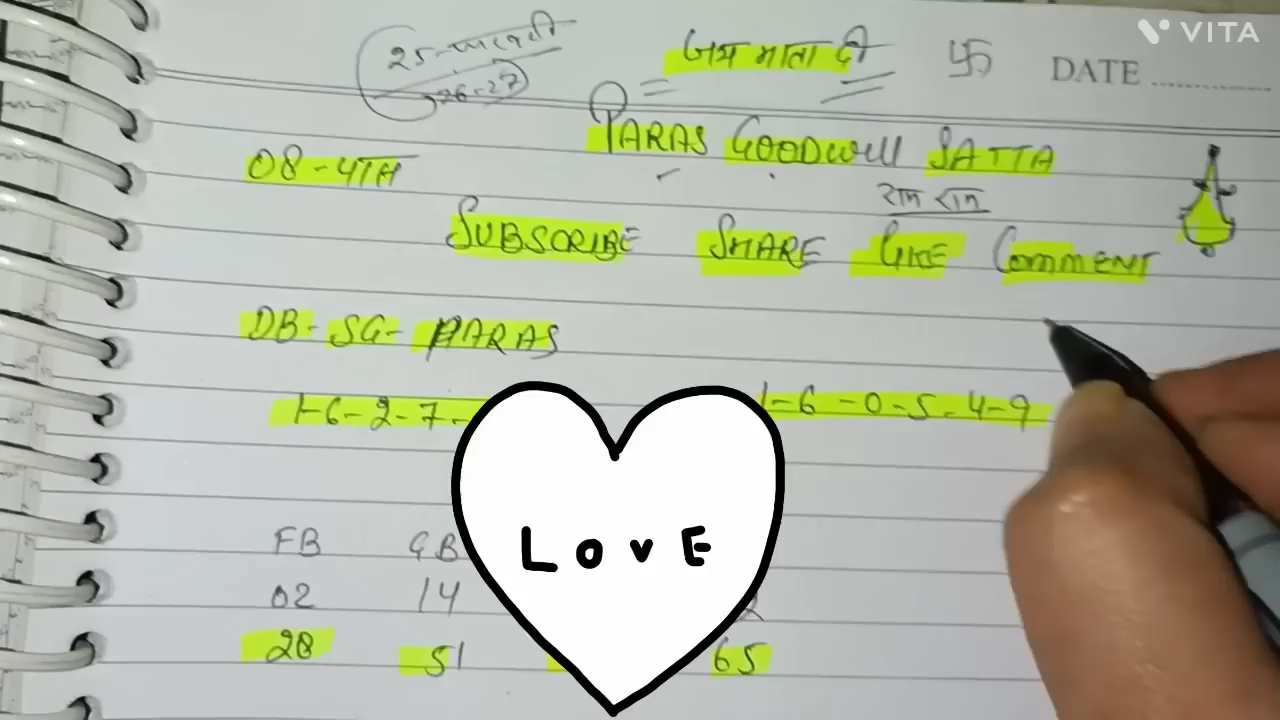 VITA
25-
26-27
जय माता दी
卐 DATE
PARAS GOODWILL SATTA
08-4TH
राम राम
SUBSCRIBE SHARE LIKE COMMENT
DB- SG- PARAS
1-6-2-7- 1-6-0-5-4-9
LOVE
FB GB
02 14
28 51 65